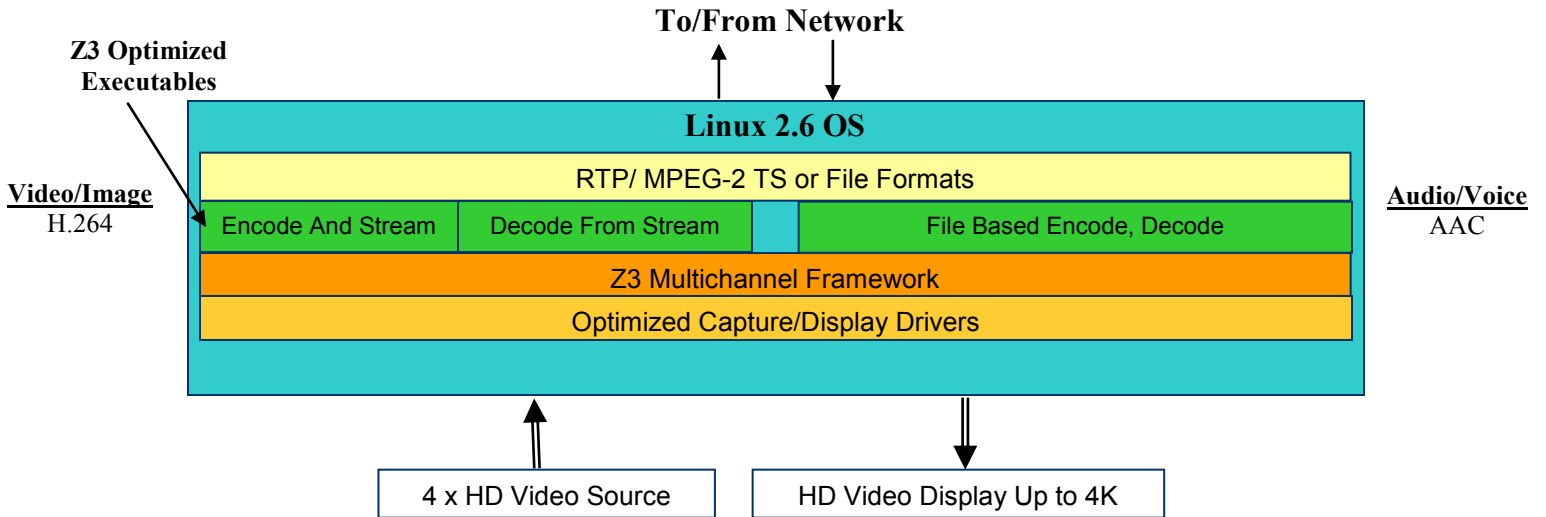 To/From Network
Z3 Optimized
Executables
Linux 2.6 OS
RTP/ MPEG-2 TS or File Formats
Video/Image
H.264
Audio/Voice
AAC
Encode And Stream
Decode From Stream
File Based Encode, Decode
Z3 Multichannel Framework
Optimized Capture/Display Drivers
4 x HD Video Source
HD Video Display Up to 4K